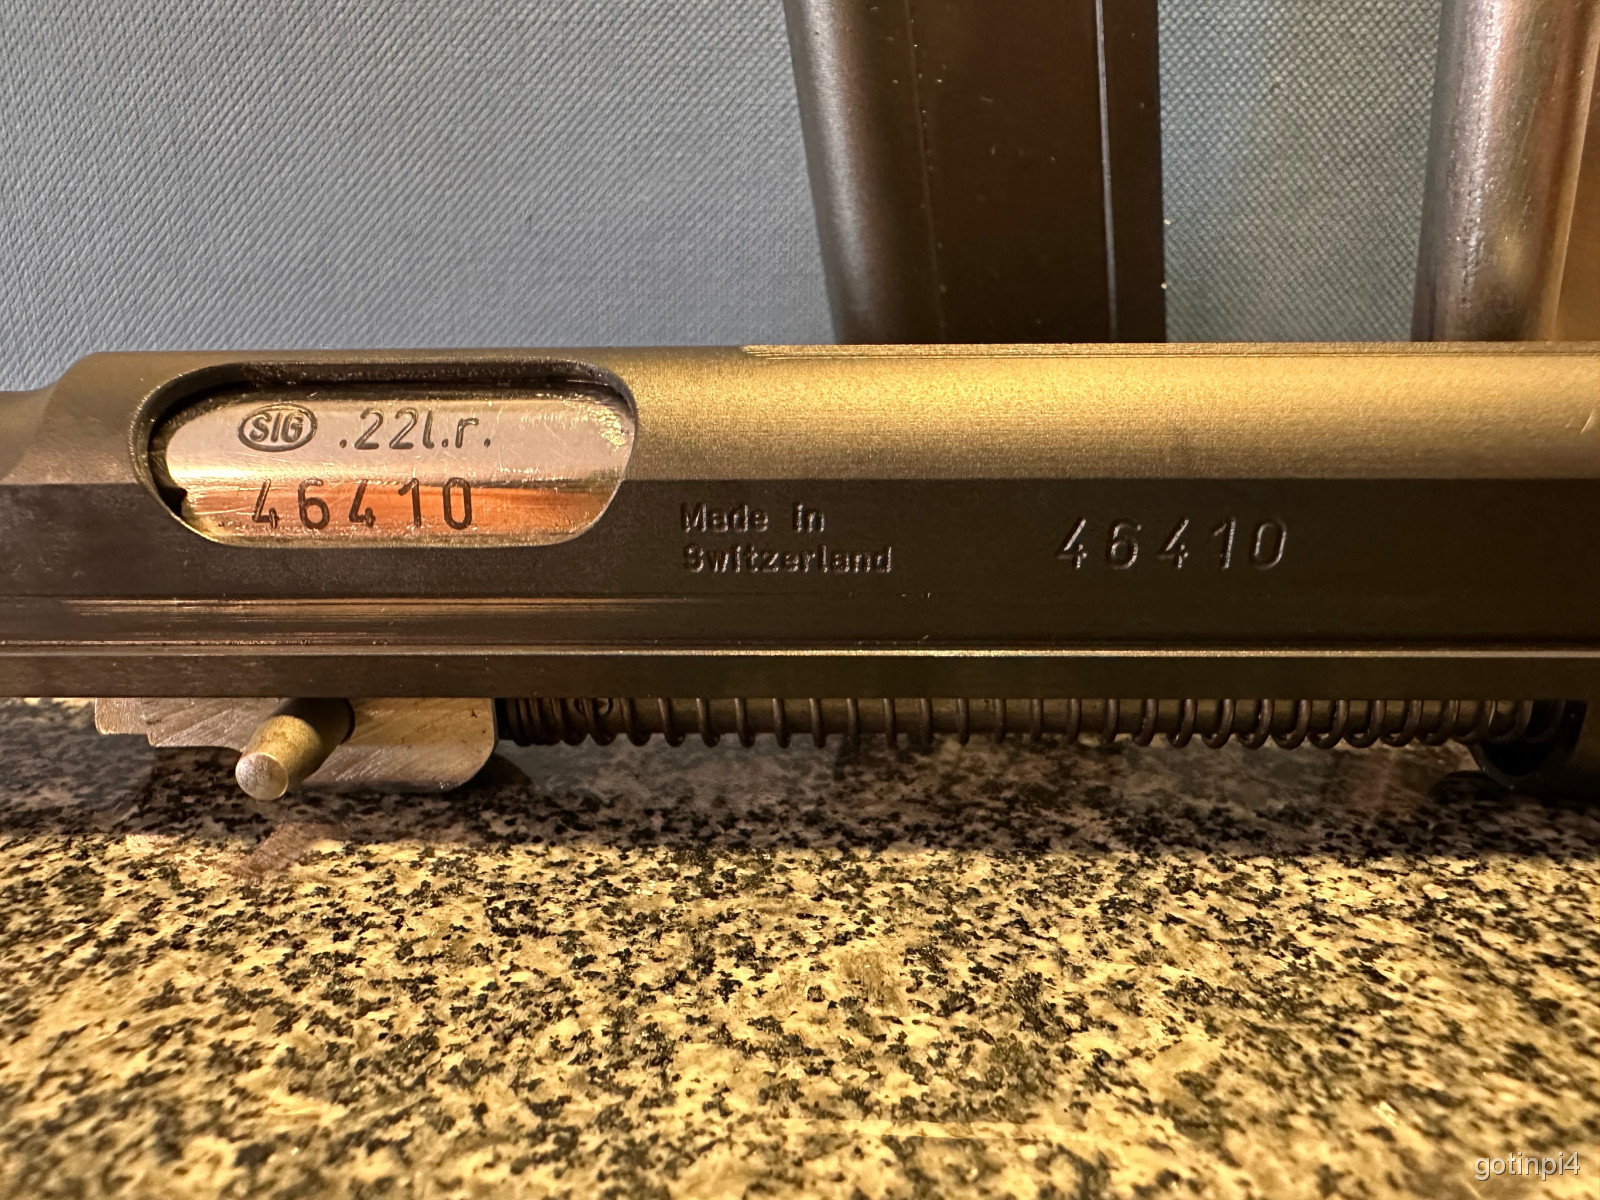 SIG .22l.r.
46410
Made in
Switzerland
46410
gotinpi4